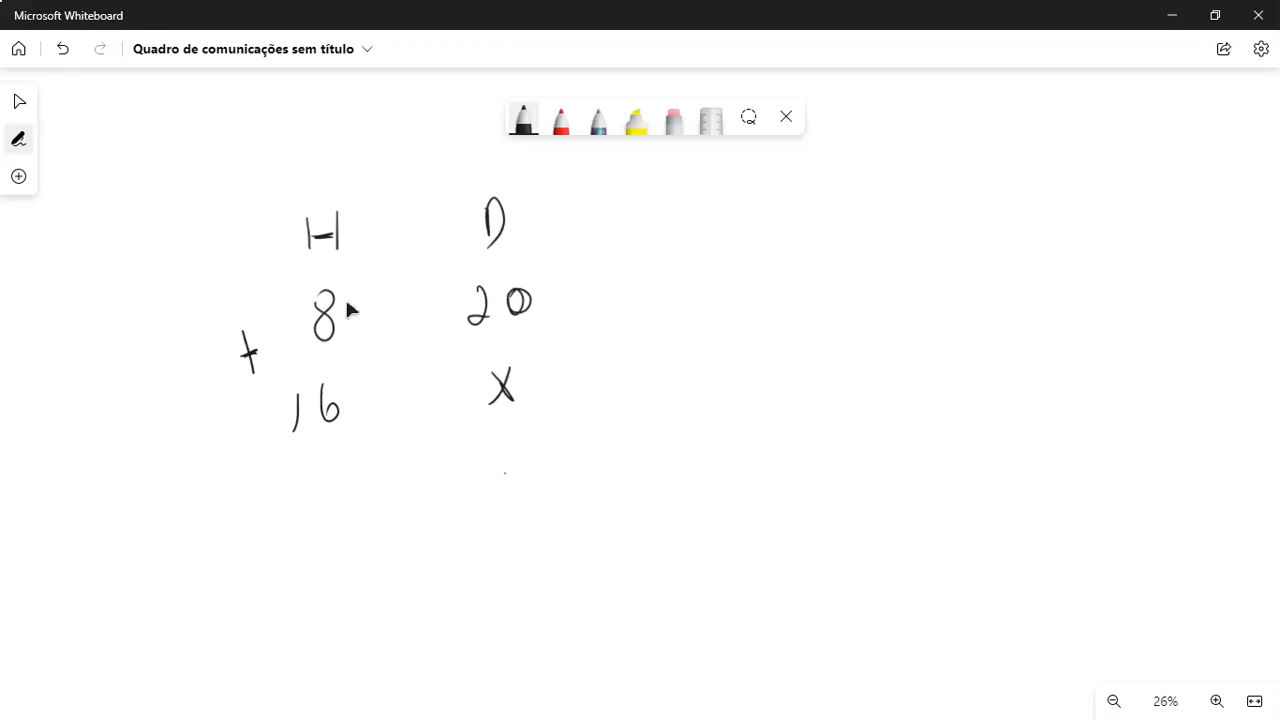 Microsoft Whiteboard
Quadro de comunicações sem título
H D
8 20
+
16 X
26%